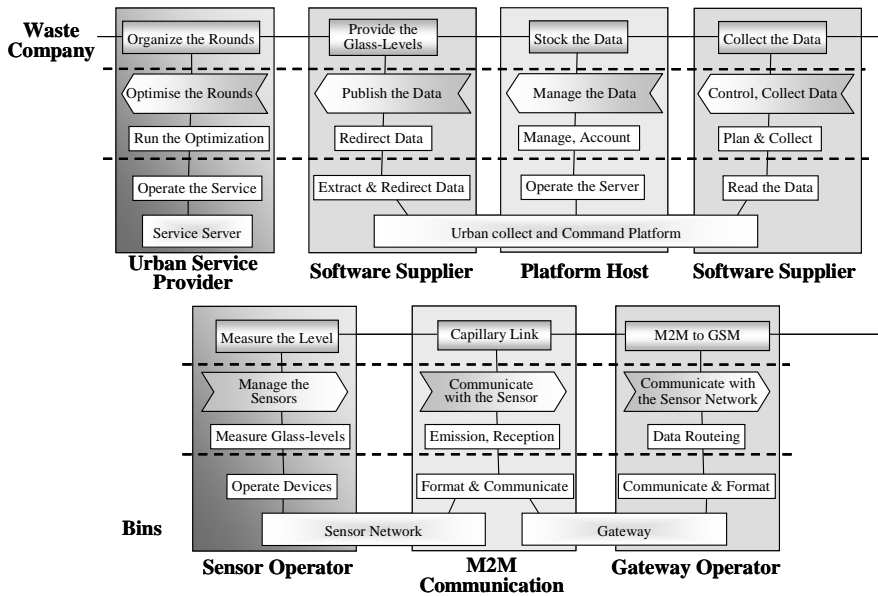 Waste
Company
Organize the Rounds
Provide the
Glass-Levels
Stock the Data
Collect the Data
Optimise the Rounds
Publish the Data
Manage the Data
Control, Collect Data
Run the Optimization
Redirect Data
Manage, Account
Plan & Collect
Operate the Service
Extract & Redirect Data
Operate the Server
Read the Data
Service Server
Urban collect and Command Platform
Urban Service
Provider
Software Supplier
Platform Host
Software Supplier
Measure the Level
Capillary Link
M2M to GSM
Manage the
Sensors
Communicate
with the Sensor
Communicate with
the Sensor Network
Measure Glass-levels
Emission, Reception
Data Routeing
Operate Devices
Format & Communicate
Communicate & Format
Bins
Sensor Network
Gateway
Sensor Operator
M2M
Communication
Gateway Operator